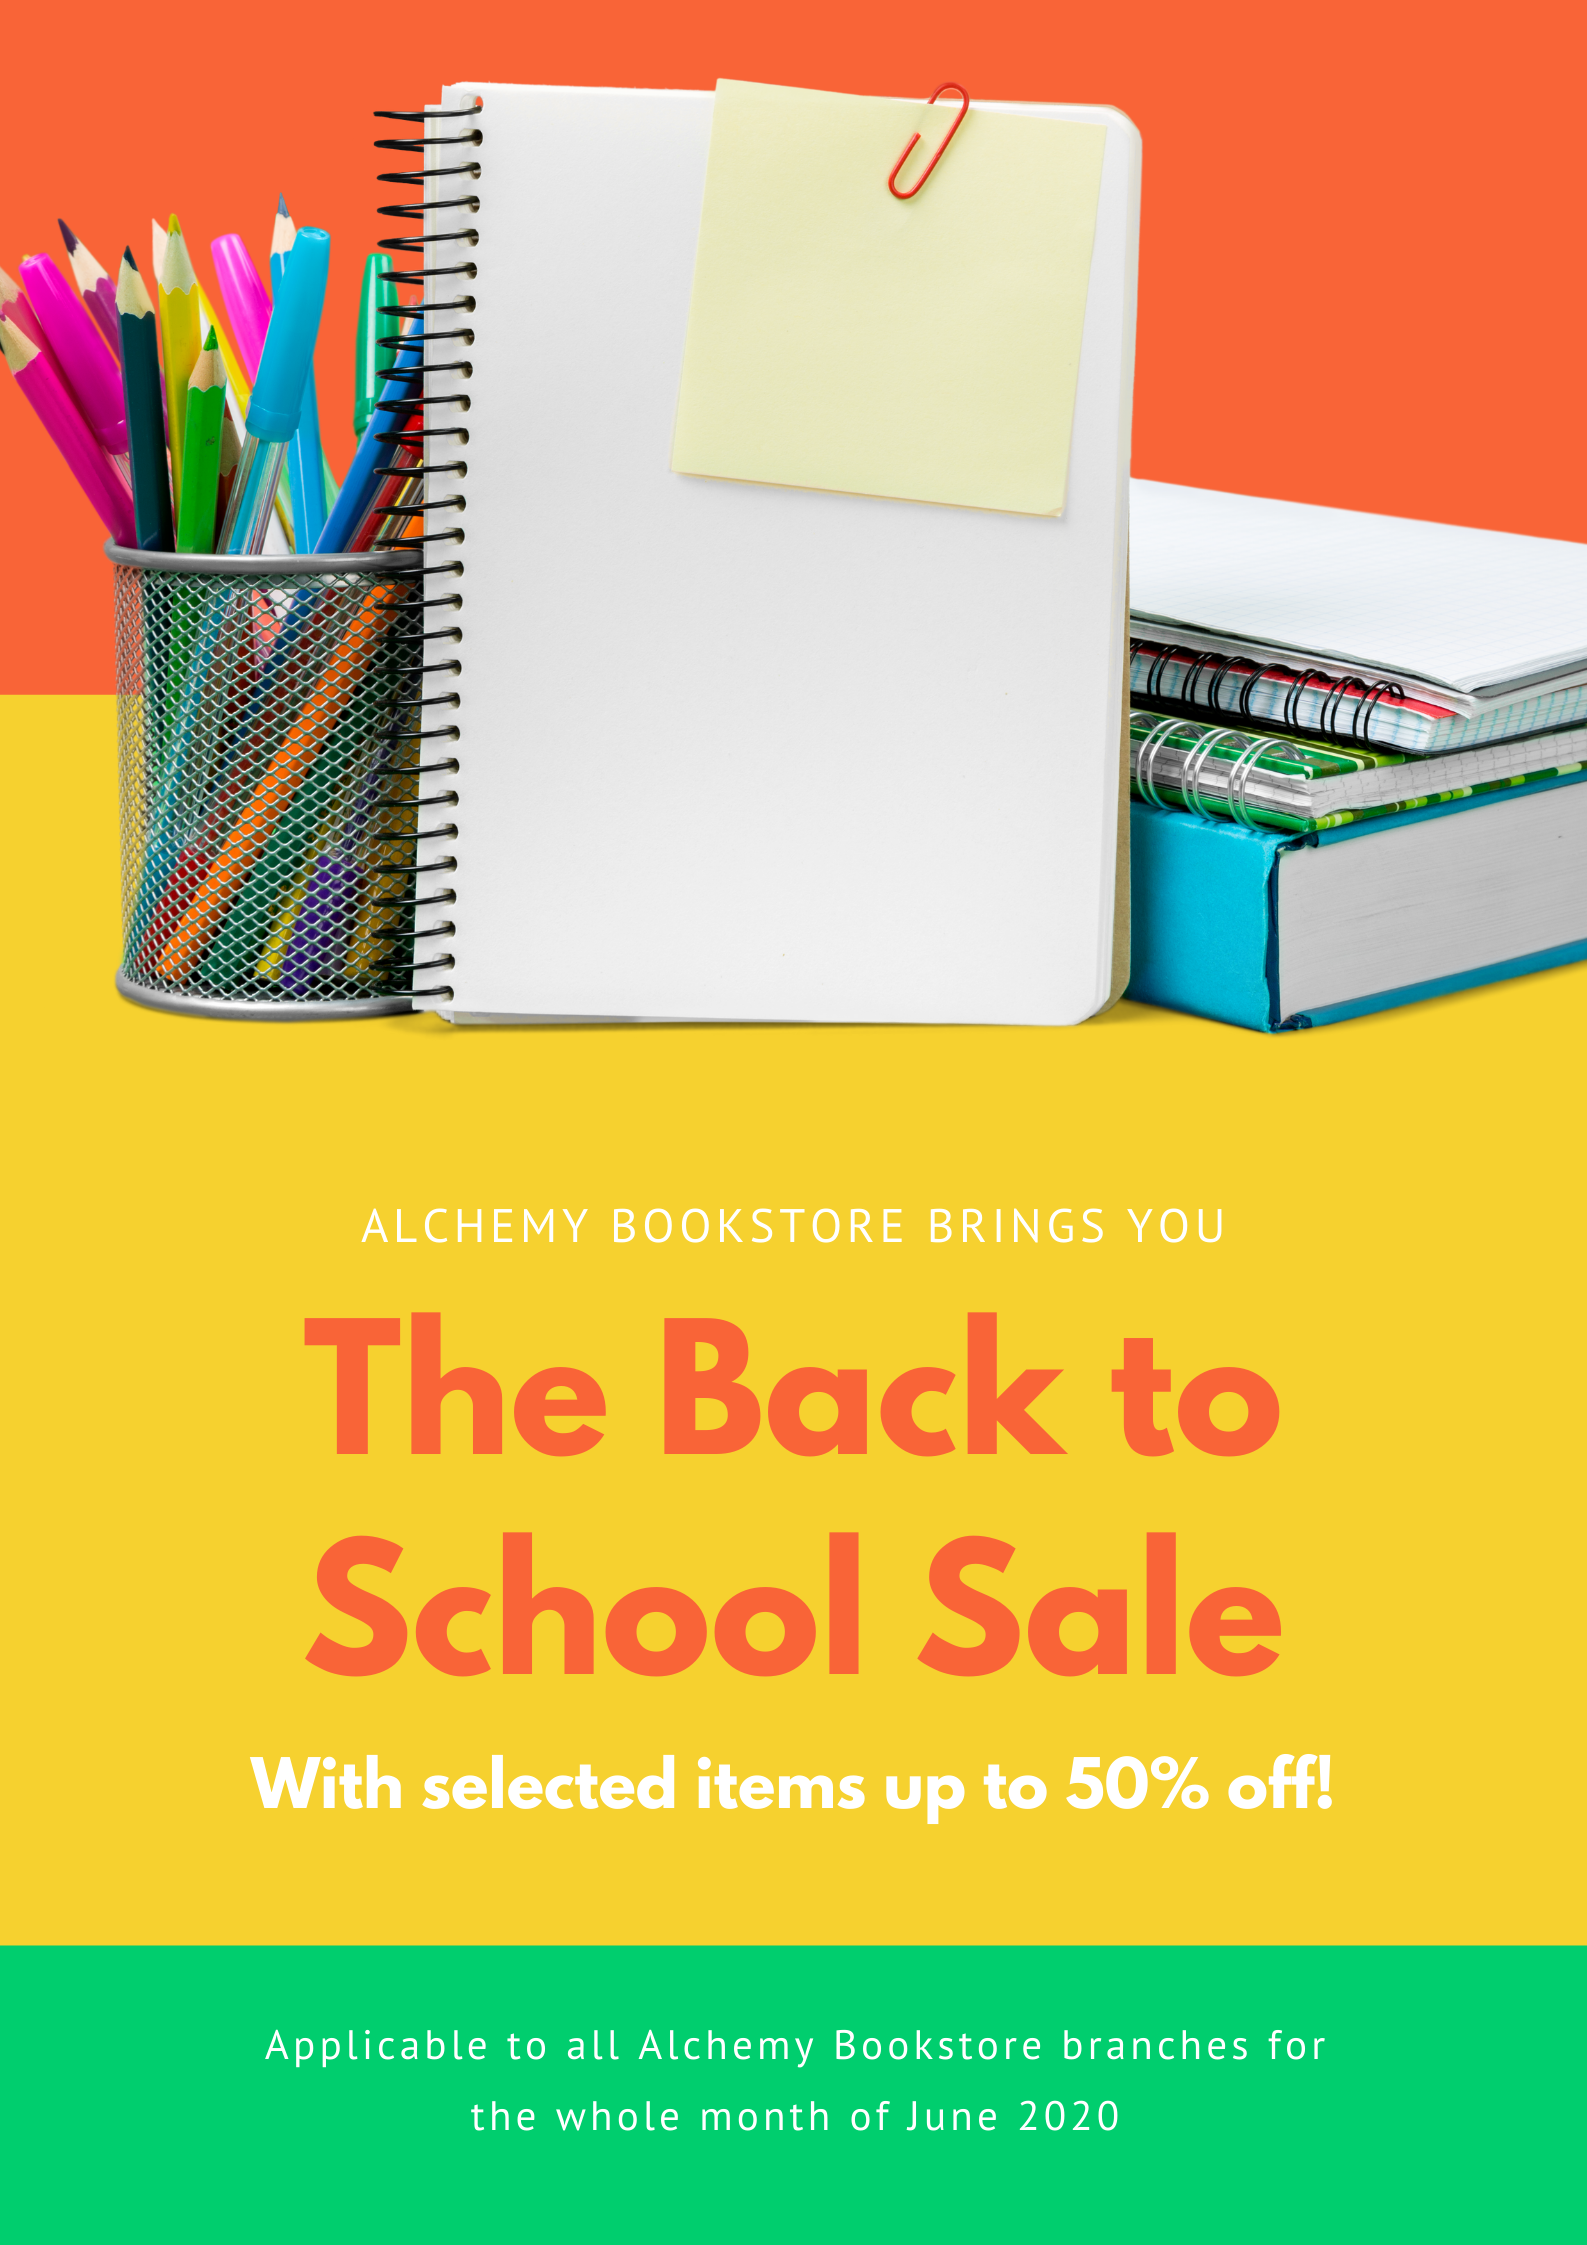 ALCHEMY BOOKSTORE BRINGS YOU
The Back to
School Sale
With selected items up to 50% off!
Applicable to all Alchemy Bookstore branches for
the whole month of June 2020